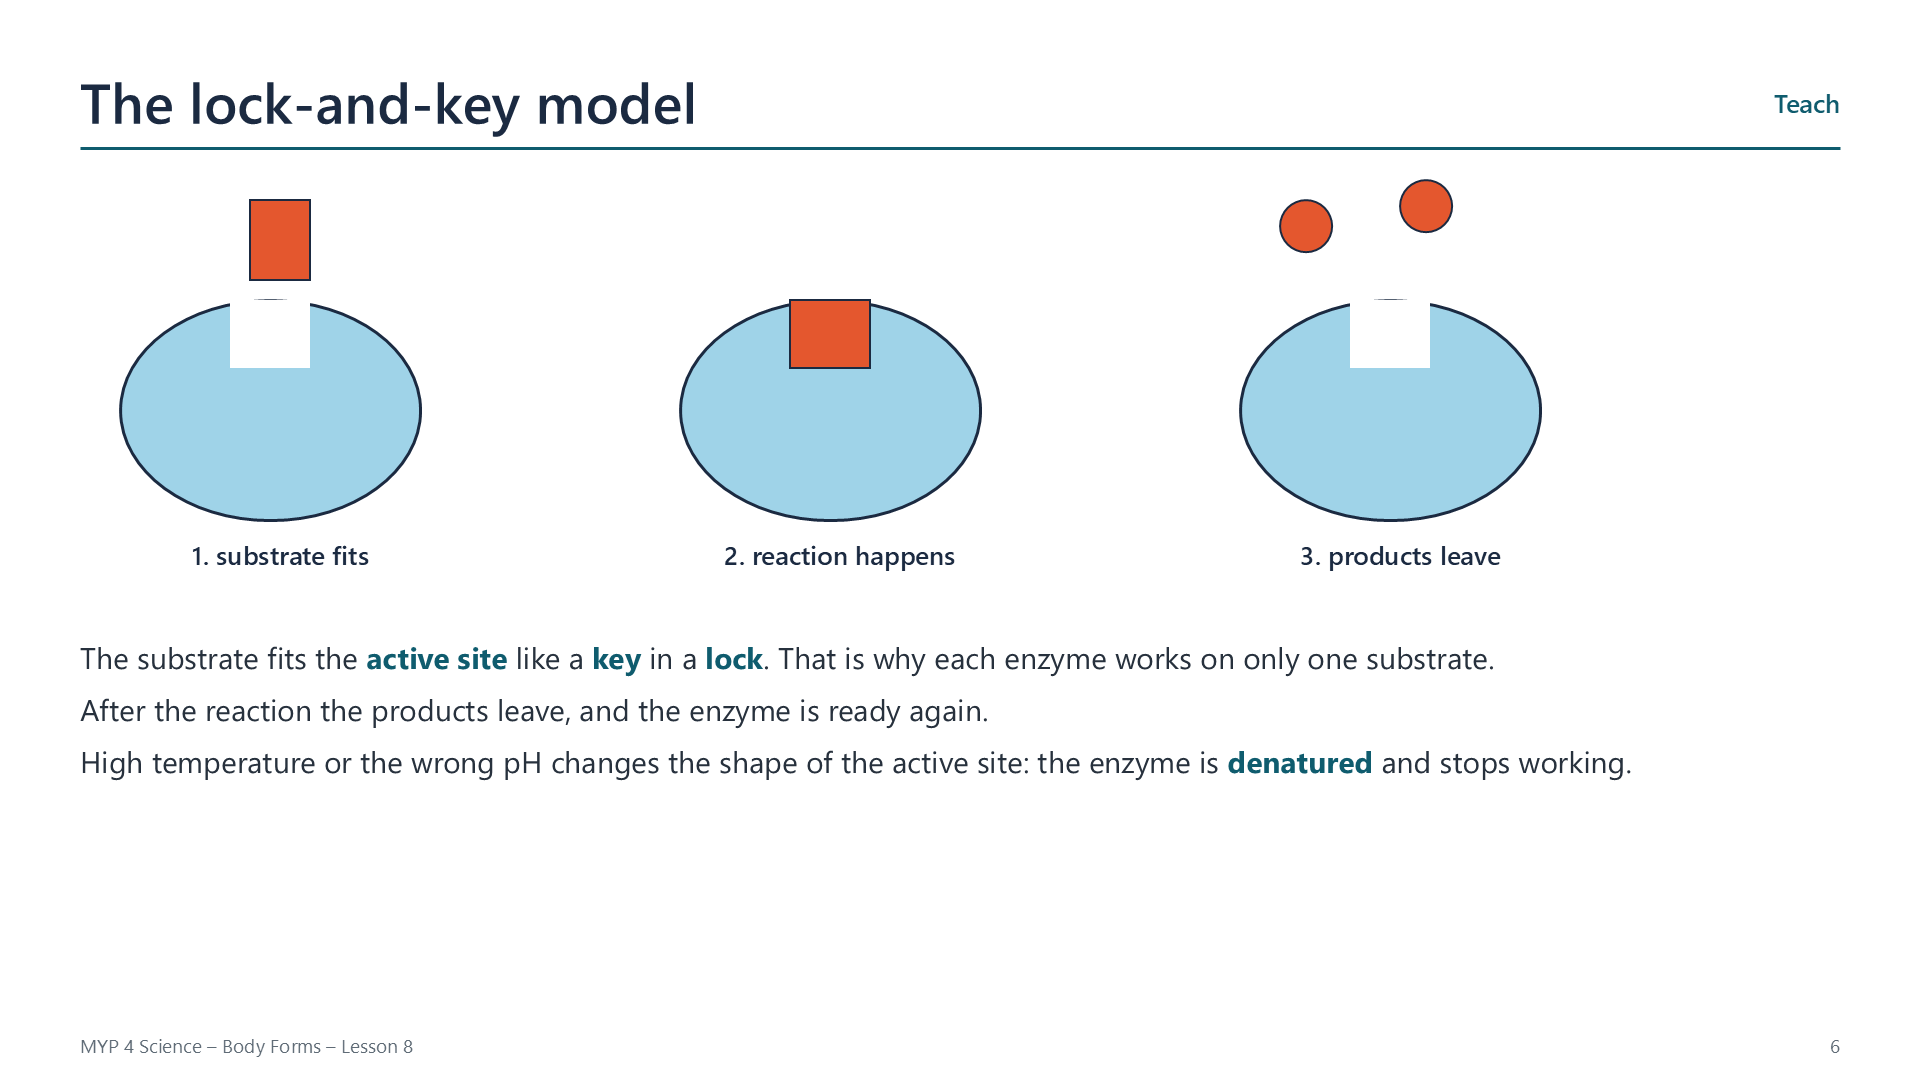 The lock-and-key model
Teach
1. substrate fits
2. reaction happens
3. products leave
The substrate fits the active site like a key in a lock. That is why each enzyme works on only one substrate.
After the reaction the products leave, and the enzyme is ready again.
High temperature or the wrong pH changes the shape of the active site: the enzyme is denatured and stops working.
MYP 4 Science – Body Forms – Lesson 8
6